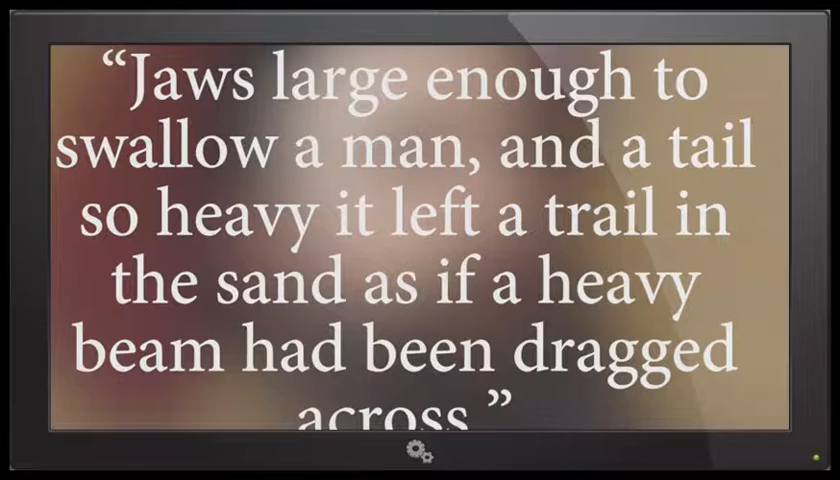 “Jaws large enough to
swallow a man, and a tail
so heavy it left a trail in
the sand as if a heavy
beam had been dragged
across.”